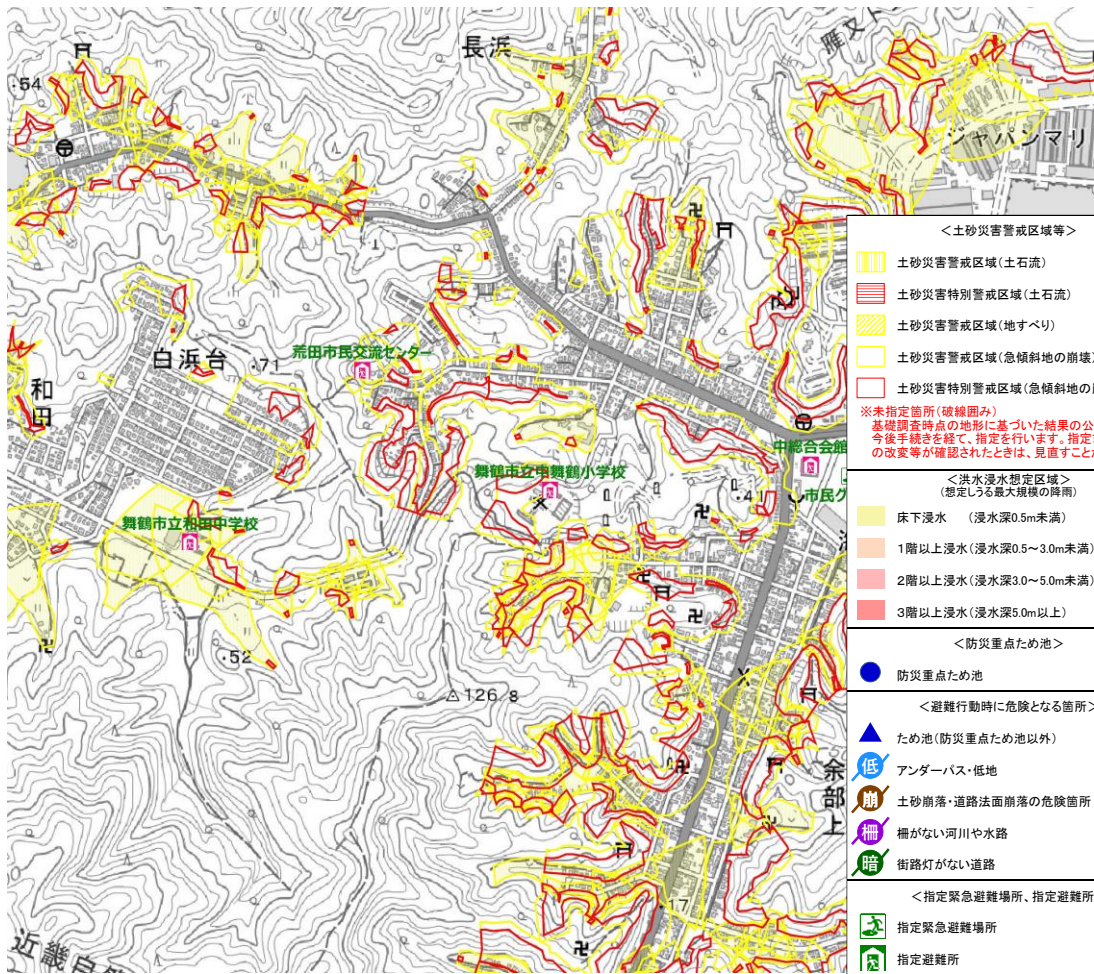 長浜
雁又
・54
ジャパンマリ
<土砂災害警戒区域等>
土砂災害警戒区域(土石流)
土砂災害特別警戒区域(土石流)
土砂災害警戒区域(地すべり)
土砂災害警戒区域(急傾斜地の崩壊)
土砂災害特別警戒区域(急傾斜地の
※未指定箇所(破線囲み)
基礎調査時点の地形に基づいた結果の公
今後手続きを経て、指定を行います。指定
の改変等が確認されたときは、見直すことが
荒田市民交流センター
白浜台
・71
和田
中総合会館
舞鶴市立中舞鶴小学校
・41
市民グ
舞鶴市立和田中学校
<洪水浸水想定区域>
(想定しうる最大規模の降雨)
床下浸水 (浸水深0.5m未満)
1階以上浸水(浸水深0.5~3.0m未満)
2階以上浸水(浸水深3.0~5.0m未満)
3階以上浸水(浸水深5.0m以上)
・52
126.8
<防災重点ため池>
防災重点ため池
<避難行動時に危険となる箇所>
ため池(防災重点ため池以外)
低 アンダーパス・低地
崩 土砂崩落・道路法面崩落の危険箇所
柵 柵がない河川や水路
暗 街路灯がない道路
余部上
17
<指定緊急避難場所、指定避難所
指定緊急避難場所
指定避難所
近畿自